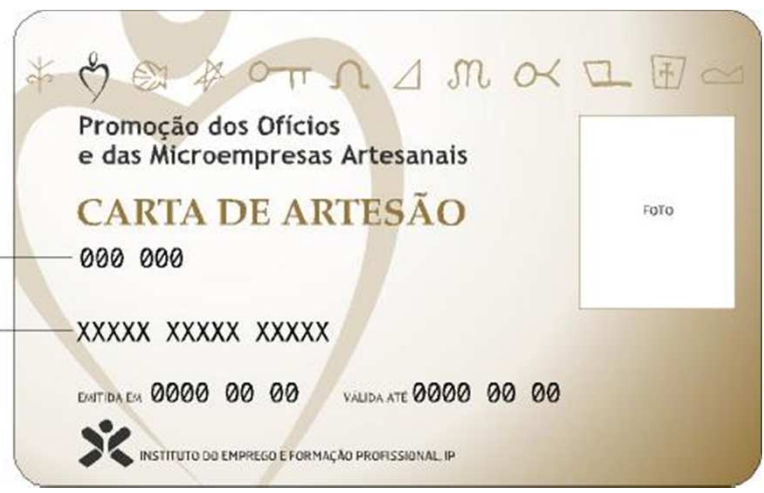 Promoção dos Ofícios
e das Microempresas Artesanais
CARTA DE ARTESÃO
FOTO
000 000
XXXXX XXXXX XXXXX
EMITIDA EM 0000 00 00 VÁLIDA ATÉ 0000 00 00
INSTITUTO DO EMPREGO E FORMAÇÃO PROFISSIONAL, IP